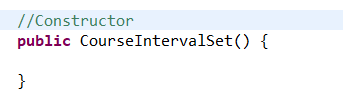 //Constructor
public CourseIntervalSet() {
}